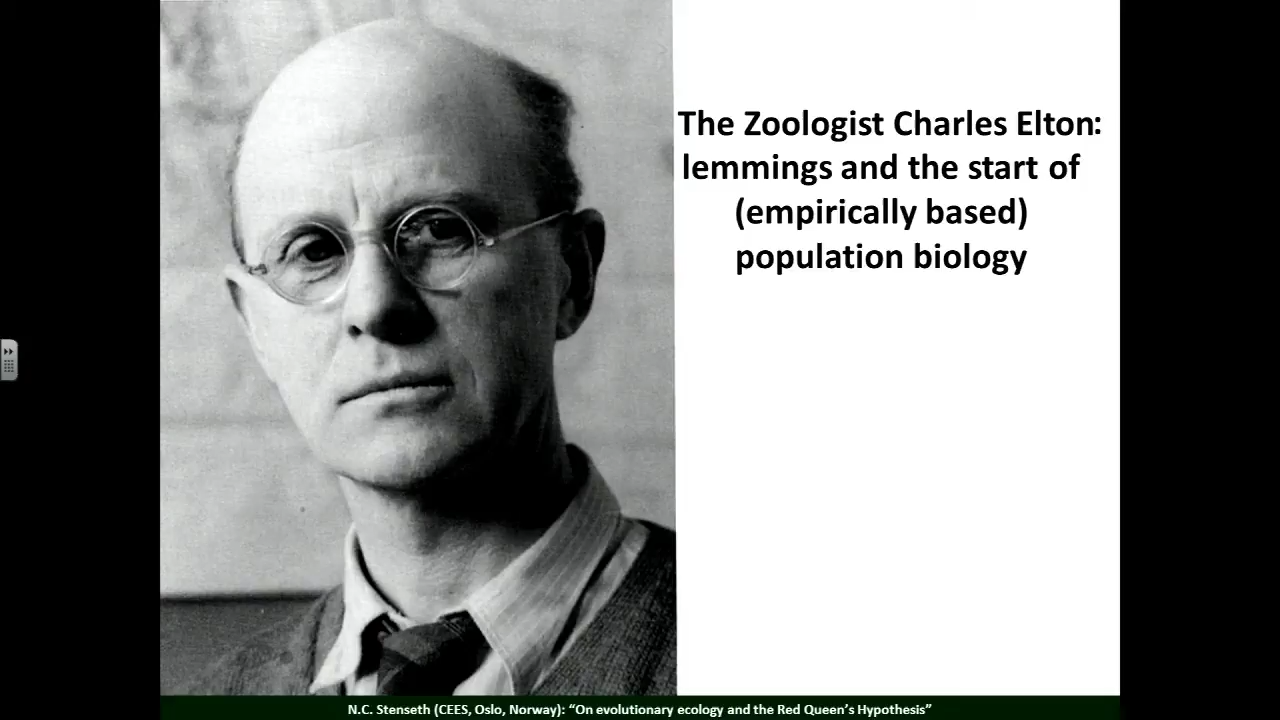 The Zoologist Charles Elton:
lemmings and the start of
(empirically based)
population biology
N.C. Stenseth (CEES, Oslo, Norway): “On evolutionary ecology and the Red Queen’s Hypothesis”